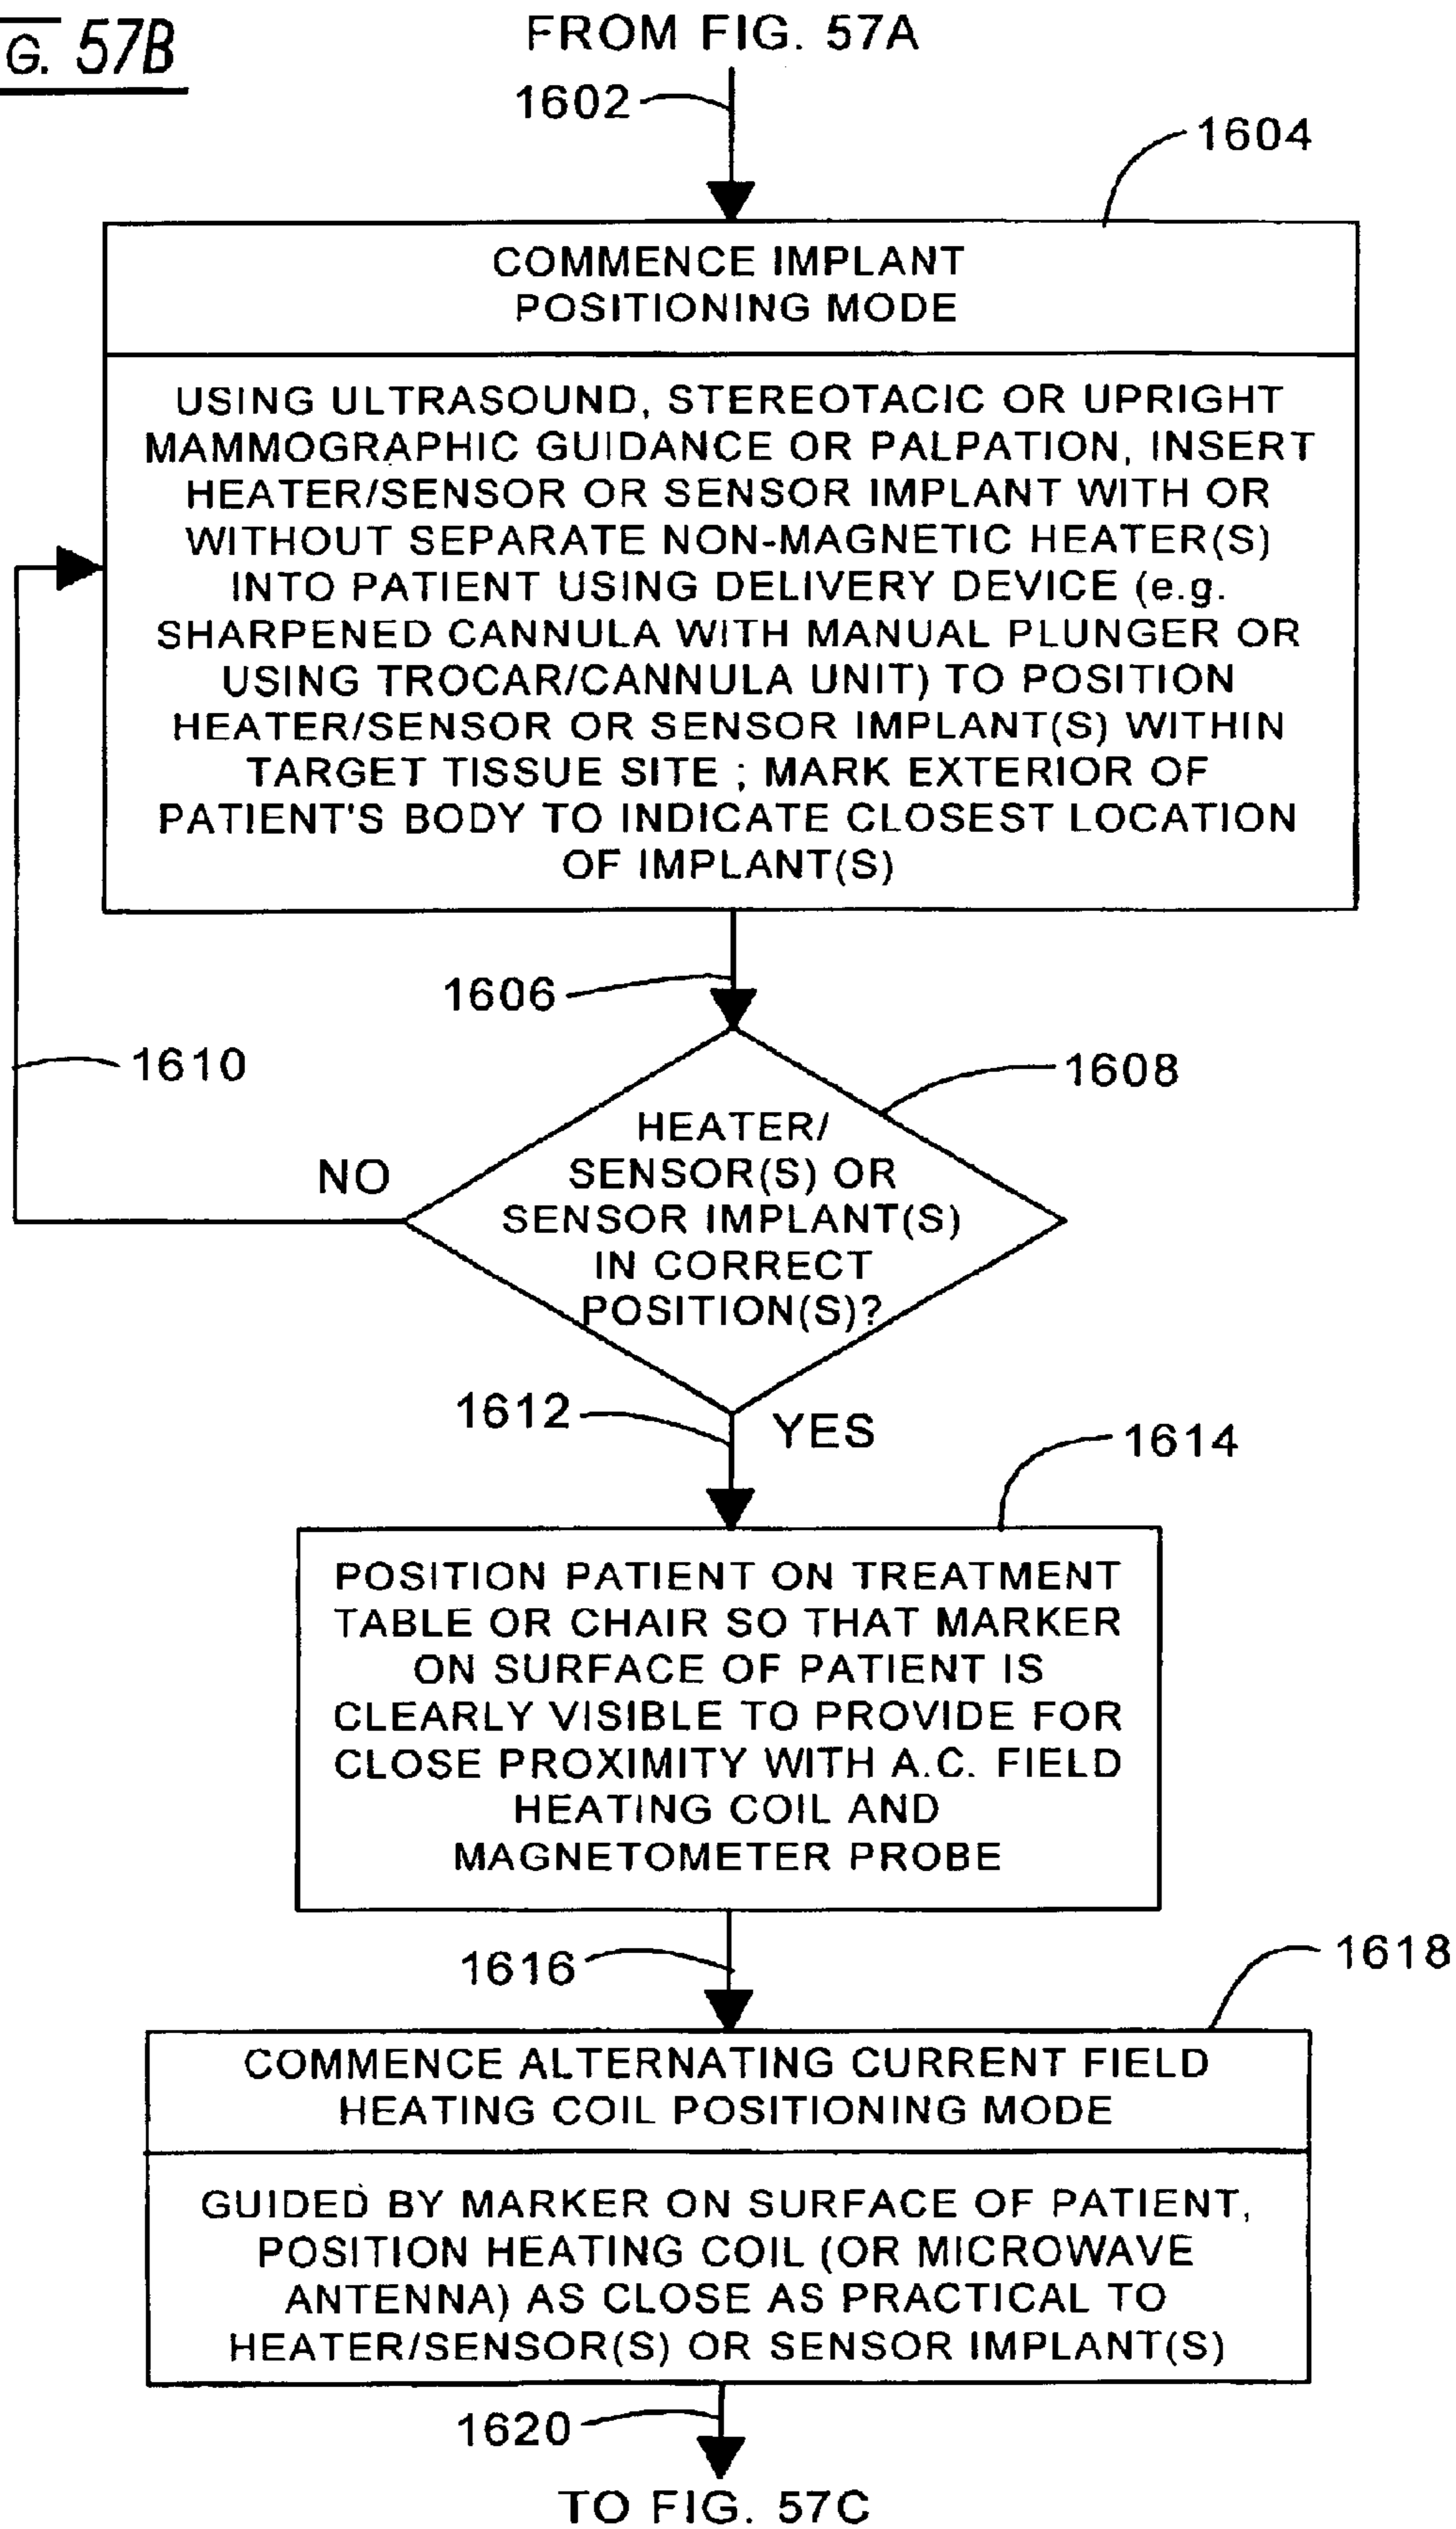 G. 57B
FROM FIG. 57A
1602
1604
COMMENCE IMPLANT
POSITIONING MODE
USING ULTRASOUND, STEREOTACIC OR UPRIGHT
MAMMOGRAPHIC GUIDANCE OR PALPATION, INSERT
HEATER/SENSOR OR SENSOR IMPLANT WITH OR
WITHOUT SEPARATE NON-MAGNETIC HEATER(S)
INTO PATIENT USING DELIVERY DEVICE (e.g.
SHARPENED CANNULA WITH MANUAL PLUNGER OR
USING TROCAR/CANNULA UNIT) TO POSITION
HEATER/SENSOR OR SENSOR IMPLANT(S) WITHIN
TARGET TISSUE SITE ; MARK EXTERIOR OF
PATIENT'S BODY TO INDICATE CLOSEST LOCATION
OF IMPLANT(S)
1606
1610
1608
HEATER/
SENSOR(S) OR
SENSOR IMPLANT(S)
IN CORRECT
POSITION(S)?
NO
1612
YES
1614
POSITION PATIENT ON TREATMENT
TABLE OR CHAIR SO THAT MARKER
ON SURFACE OF PATIENT IS
CLEARLY VISIBLE TO PROVIDE FOR
CLOSE PROXIMITY WITH A.C. FIELD
HEATING COIL AND
MAGNETOMETER PROBE
1616
1618
COMMENCE ALTERNATING CURRENT FIELD
HEATING COIL POSITIONING MODE
GUIDED BY MARKER ON SURFACE OF PATIENT,
POSITION HEATING COIL (OR MICROWAVE
ANTENNA) AS CLOSE AS PRACTICAL TO
HEATER/SENSOR(S) OR SENSOR IMPLANT(S)
1620
TO FIG. 57C